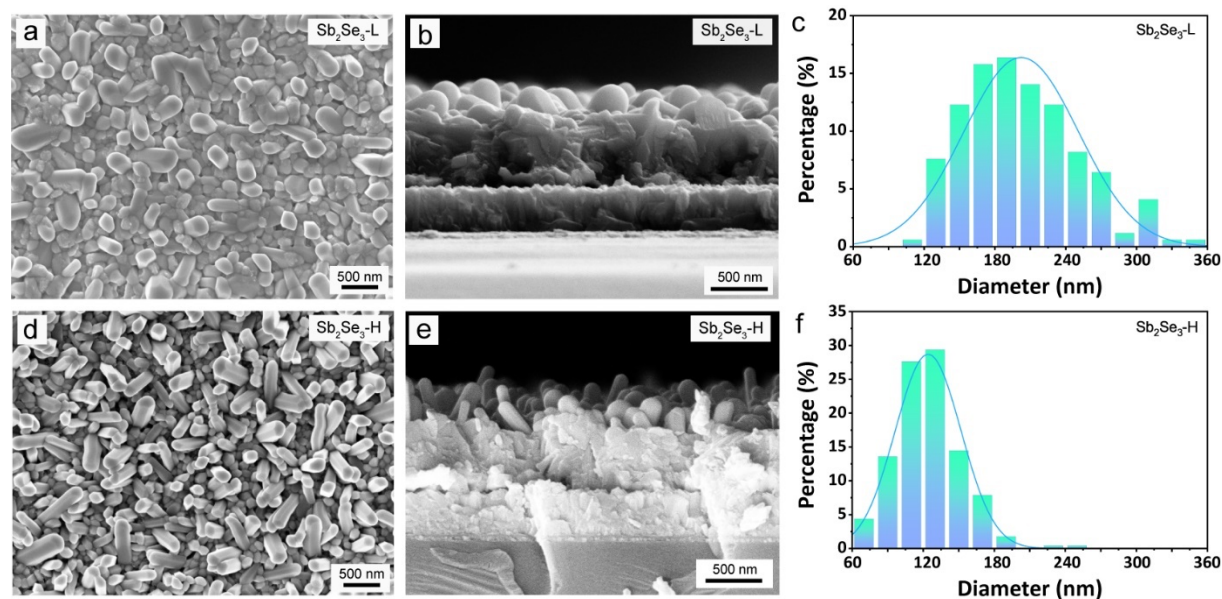 a
Sb₂Se₃-L
500 nm
b
Sb₂Se₃-L
500 nm
c
Sb₂Se₃-L
Percentage (%)
20
15
10
5
0
60 120 180 240 300 360
Diameter (nm)
d
Sb₂Se₃-H
500 nm
e
Sb₂Se₃-H
500 nm
f
Sb₂Se₃-H
Percentage (%)
35
30
25
20
15
10
5
0
60 120 180 240 300 360
Diameter (nm)